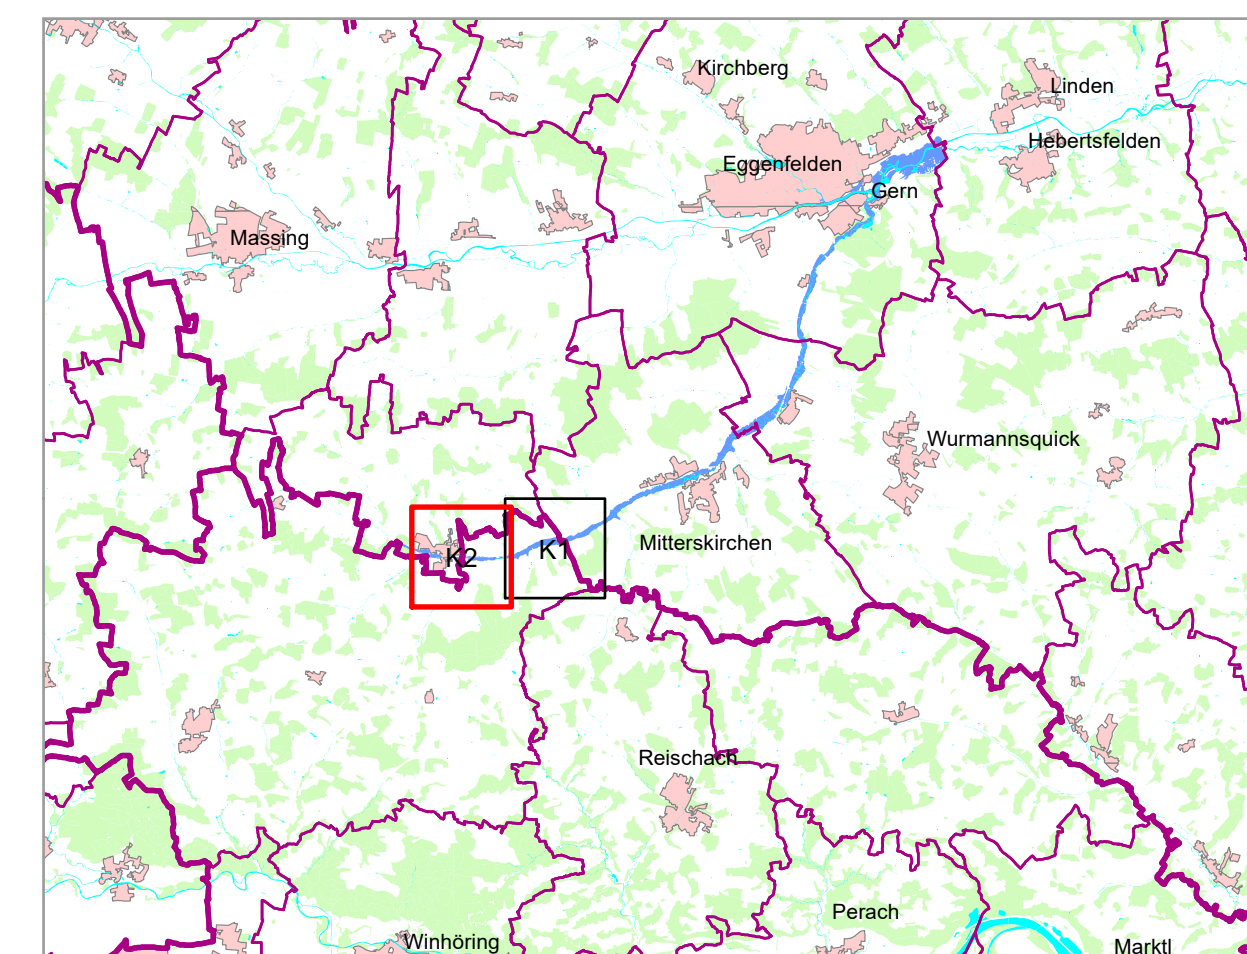 Kirchberg
Linden
Hebertsfelden
Eggenfelden
Gern
Massing
Wurmannsquick
K2
K1
Mitterskirchen
Reischach
Perach
Winhöring
Marktl